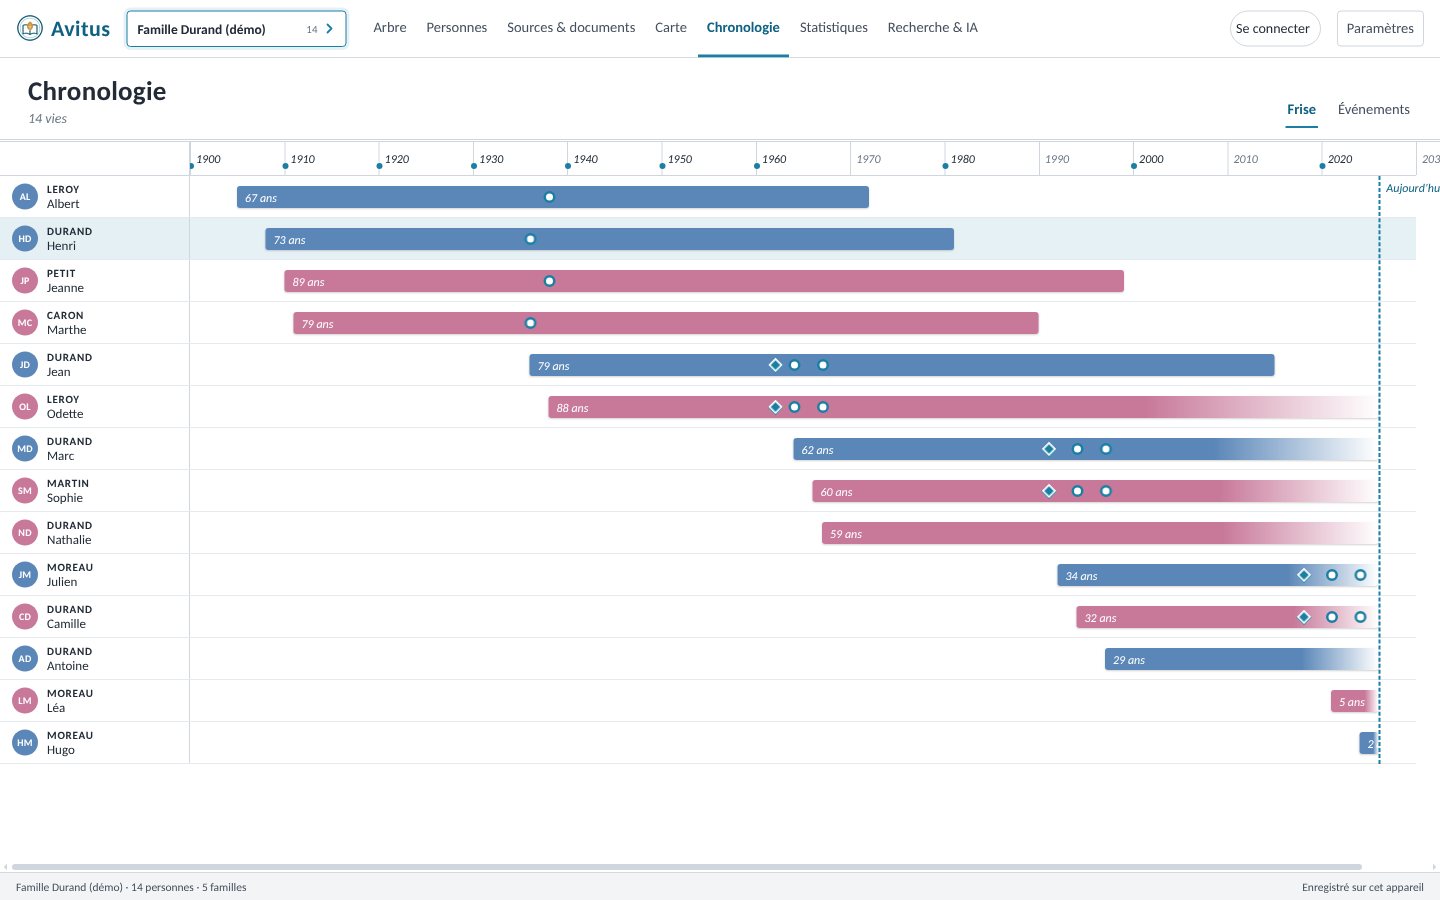 Avitus
Famille Durand (démo) 14
Arbre Personnes Sources & documents Carte Chronologie Statistiques Recherche & IA
Se connecter Paramètres
Chronologie
14 vies
Frise Événements
1900 1910 1920 1930 1940 1950 1960 1970 1980 1990 2000 2010 2020 203
Aujourd'hu
AL LEROY
Albert
67 ans
HD DURAND
Henri
73 ans
JP PETIT
Jeanne
89 ans
MC CARON
Marthe
79 ans
JD DURAND
Jean
79 ans
OL LEROY
Odette
88 ans
MD DURAND
Marc
62 ans
SM MARTIN
Sophie
60 ans
ND DURAND
Nathalie
59 ans
JM MOREAU
Julien
34 ans
CD DURAND
Camille
32 ans
AD DURAND
Antoine
29 ans
LM MOREAU
Léa
5 ans
HM MOREAU
Hugo
2
Famille Durand (démo) · 14 personnes · 5 familles
Enregistré sur cet appareil